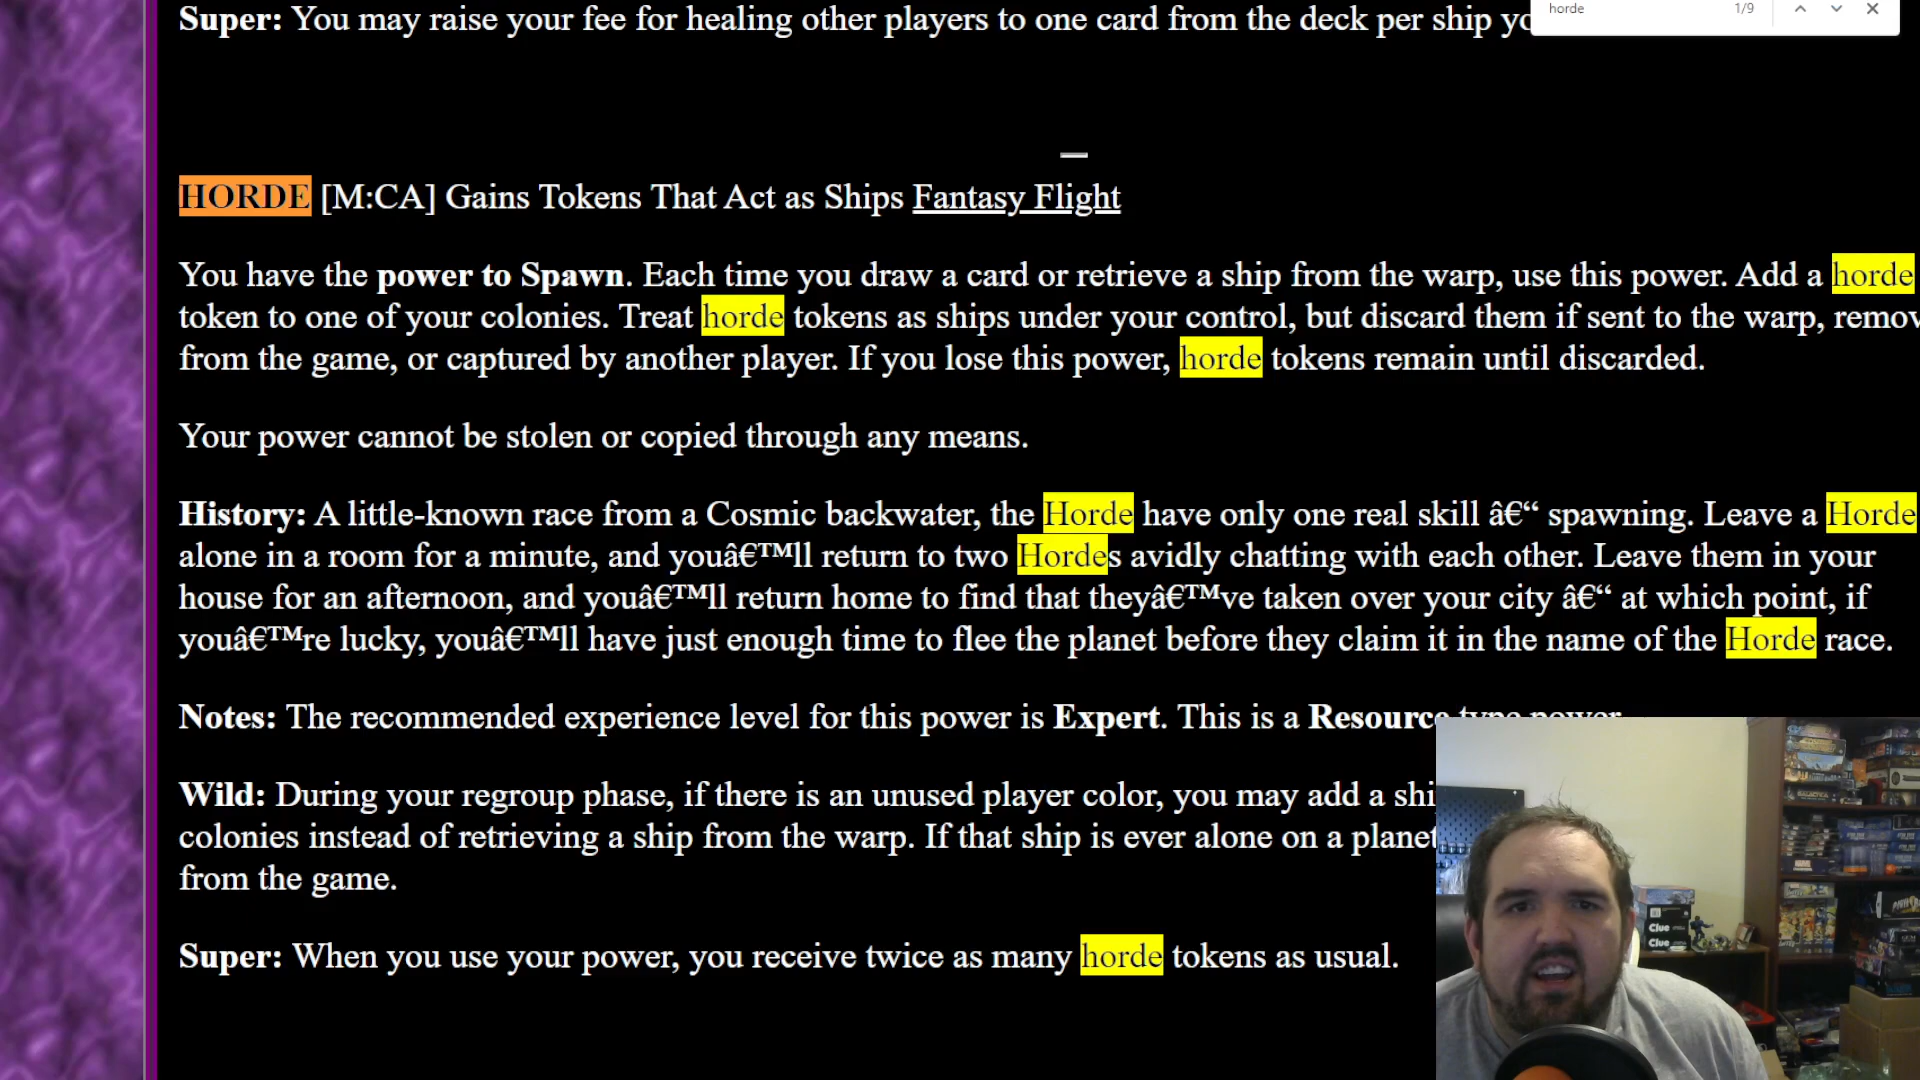 Super: You may raise your fee for healing other players to one card from the deck per ship yo
horde 1/9
HORDE [M:CA] Gains Tokens That Act as Ships Fantasy Flight
You have the power to Spawn. Each time you draw a card or retrieve a ship from the warp, use this power. Add a horde
token to one of your colonies. Treat horde tokens as ships under your control, but discard them if sent to the warp, remov
from the game, or captured by another player. If you lose this power, horde tokens remain until discarded.
Your power cannot be stolen or copied through any means.
History: A little-known race from a Cosmic backwater, the Horde have only one real skill â€“ spawning. Leave a Horde
alone in a room for a minute, and youâ€™ll return to two Hordes avidly chatting with each other. Leave them in your
house for an afternoon, and youâ€™ll return home to find that theyâ€™ve taken over your city â€“ at which point, if
youâ€™re lucky, youâ€™ll have just enough time to flee the planet before they claim it in the name of the Horde race.
Notes: The recommended experience level for this power is Expert. This is a Resource type power.
Wild: During your regroup phase, if there is an unused player color, you may add a shi
colonies instead of retrieving a ship from the warp. If that ship is ever alone on a planet
from the game.
Super: When you use your power, you receive twice as many horde tokens as usual.
Clue
Clue